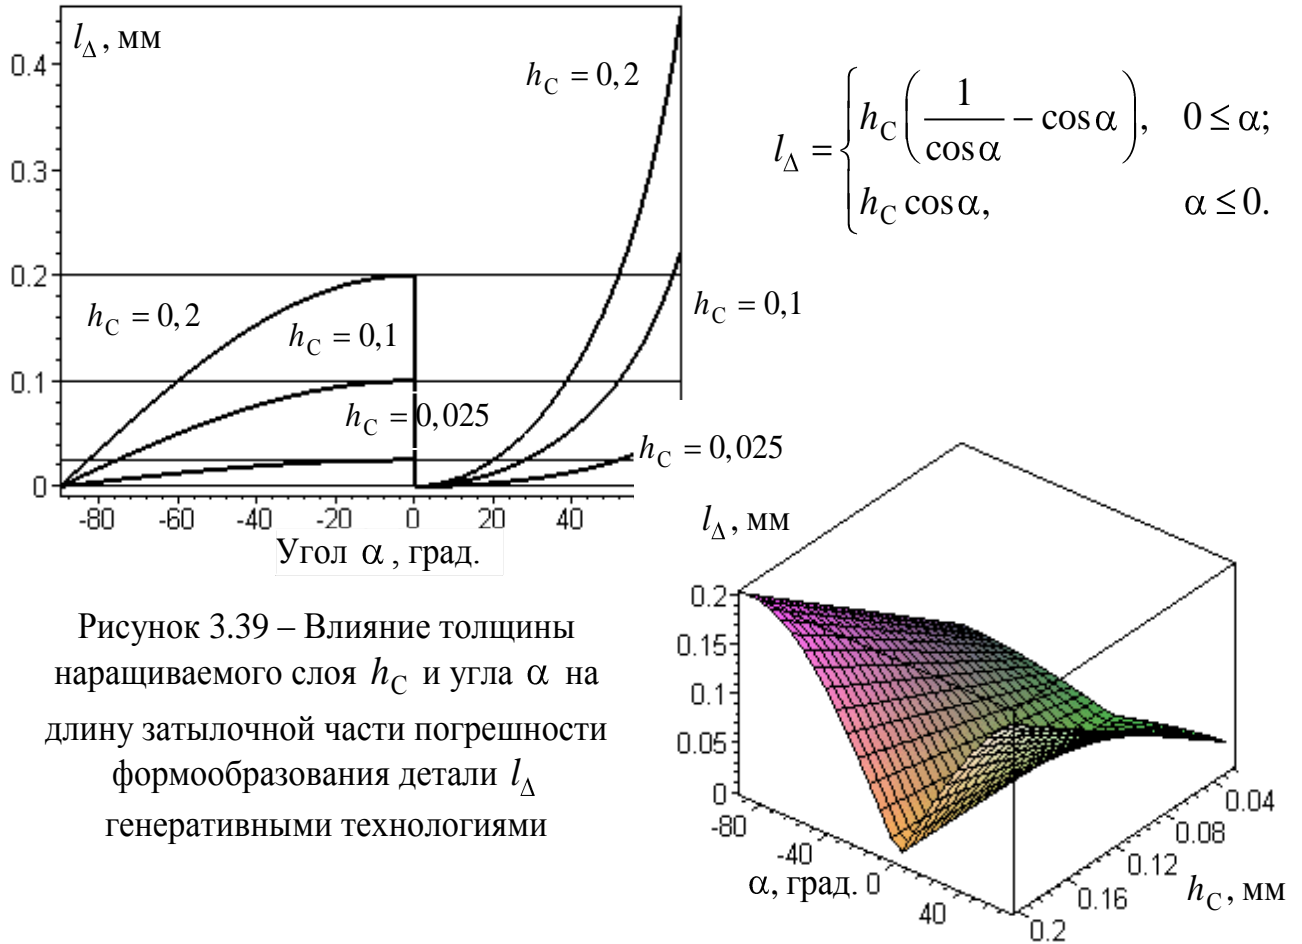 l_Δ, мм
0.4
0.3
0.2
0.1
0
h_C = 0,2
h_C = 0,2
h_C = 0,1
h_C = 0,025
h_C = 0,1
h_C = 0,025
-80 -60 -40 -20 0 20 40
Угол α, град.
l_Δ = { h_C (1/cosα − cosα), 0 ≤ α;
h_C cosα, α ≤ 0.
Рисунок 3.39 – Влияние толщины
наращиваемого слоя h_C и угла α на
длину затылочной части погрешности
формообразования детали l_Δ
генеративными технологиями
l_Δ, мм
0.2
0.15
0.1
0.05
0
-80
-40
0
40
α, град.
0.04
0.08
0.12
0.16
0.2
h_C, мм